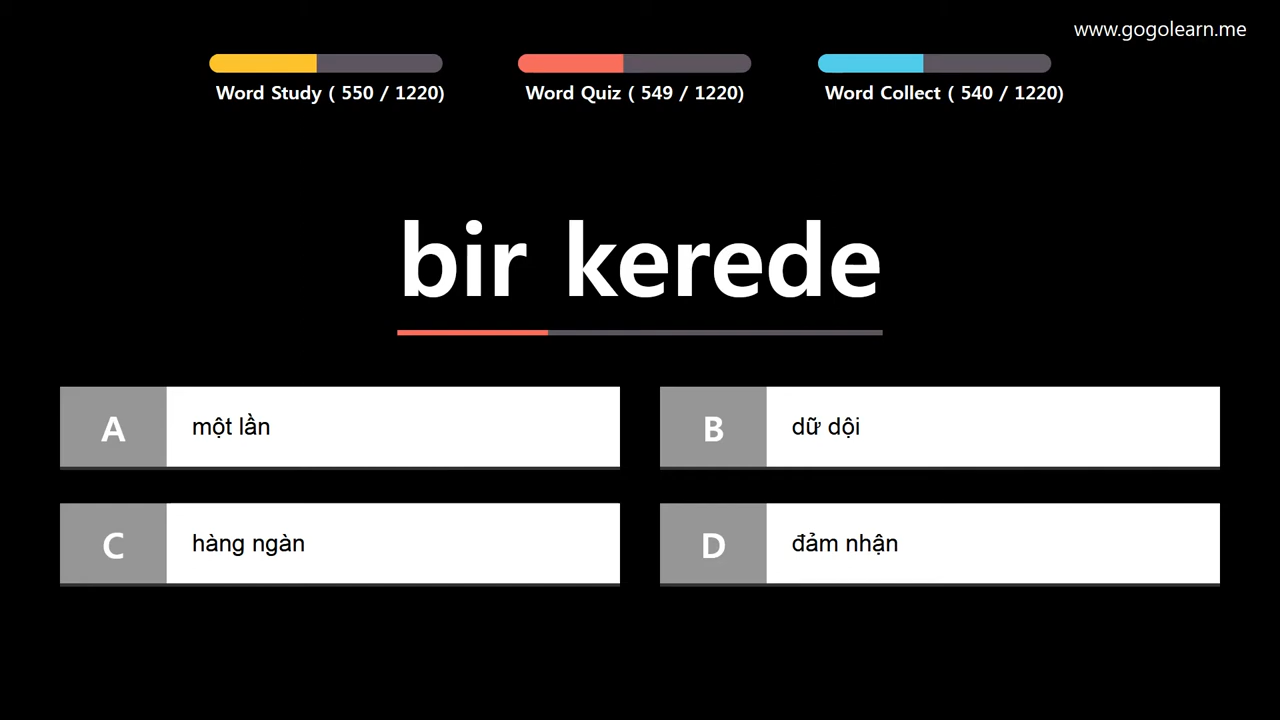 www.gogolearn.me
Word Study ( 550 / 1220)
Word Quiz ( 549 / 1220)
Word Collect ( 540 / 1220)
bir kerede
A
một lần
B
dữ dội
C
hàng ngàn
D
đảm nhận